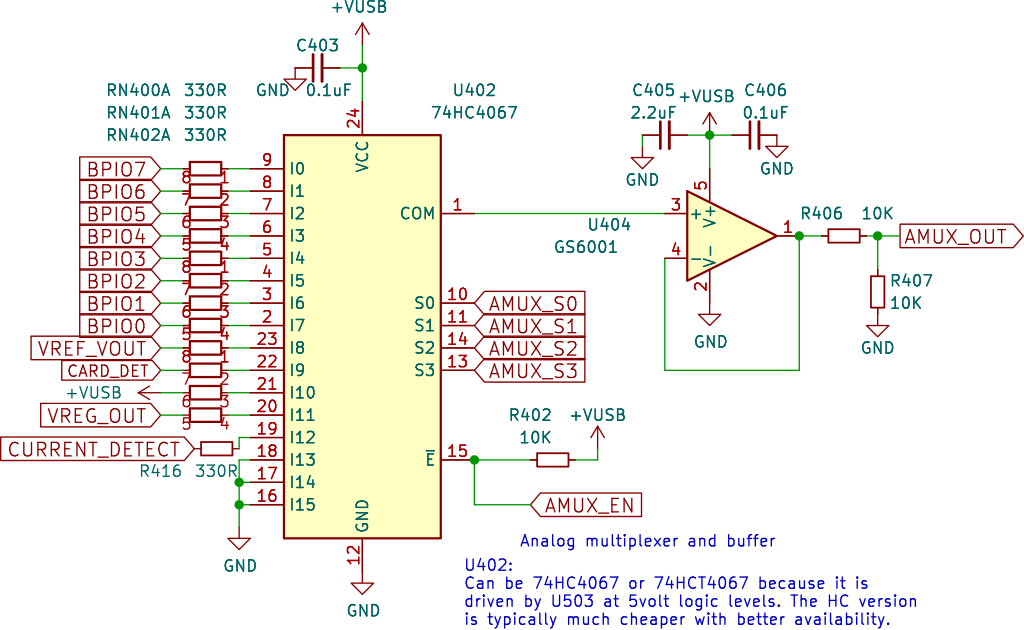 +VUSB
C403
GND 0.1uF
RN400A 330R
RN401A 330R
RN402A 330R
U402
74HC4067
C405
2.2uF
+VUSB
C406
0.1uF
GND
GND
24
VCC
BPIO7 8 1 9 I0
BPIO6 7 2 8 I1
BPIO5 6 3 7 I2
BPIO4 5 4 6 I3
BPIO3 8 1 5 I4
BPIO2 7 2 4 I5
BPIO1 6 3 3 I6
BPIO0 5 4 2 I7
VREF_VOUT 8 1 23 I8
CARD_DET 7 2 22 I9
+VUSB 6 3 21 I10
VREG_OUT 5 4 20 I11
CURRENT_DETECT 19 I12
R416 330R
18 I13
17 I14
16 I15
GND
COM 1
S0 10 AMUX_S0
S1 11 AMUX_S1
S2 14 AMUX_S2
S3 13 AMUX_S3
E 15
GND
12
GND
U404
GS6001
3 +
4 -
5
V+
V-
2
1
GND
R406 10K
AMUX_OUT
R407
10K
GND
R402
10K
+VUSB
AMUX_EN
Analog multiplexer and buffer
U402:
Can be 74HC4067 or 74HCT4067 because it is
driven by U503 at 5volt logic levels. The HC version
is typically much cheaper with better availability.